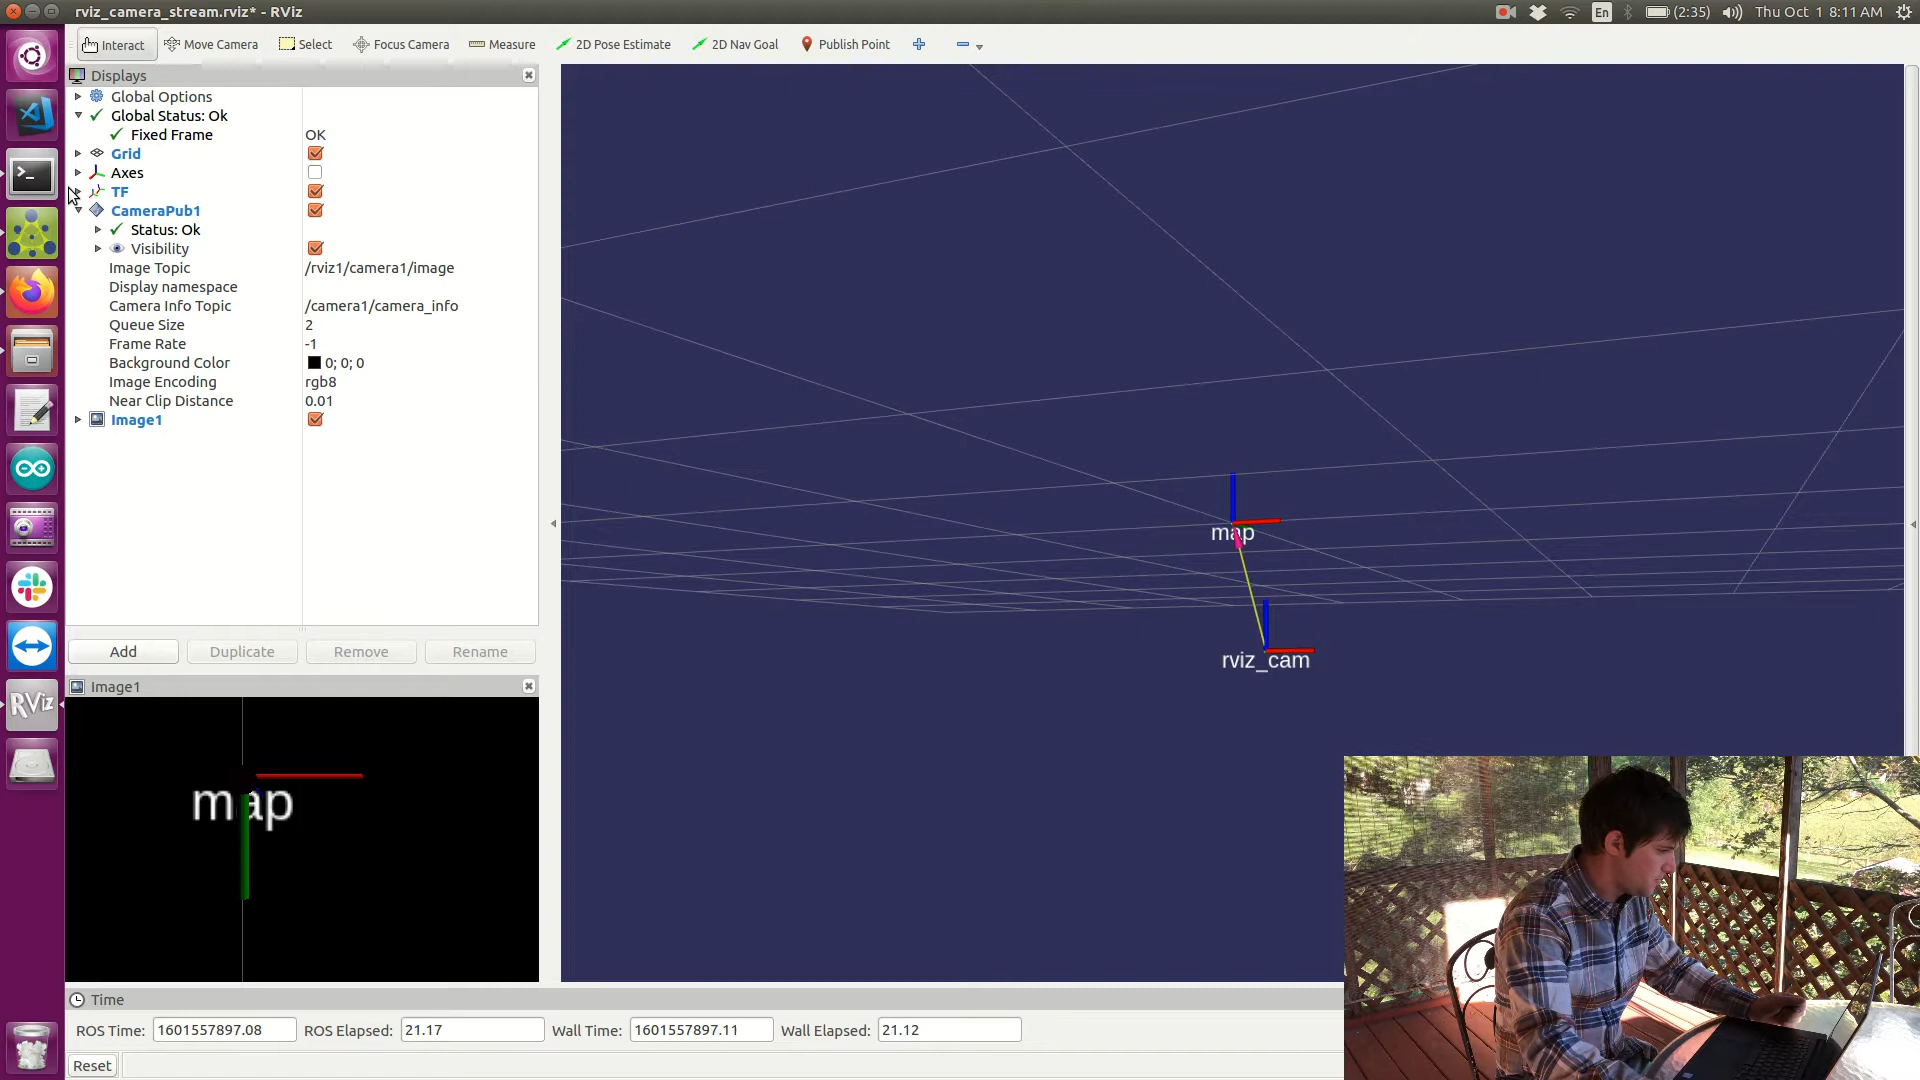 rviz_camera_stream.rviz* - RViz
En
(2:35)
Thu Oct 1 8:11 AM
Interact
Move Camera
Select
Focus Camera
Measure
2D Pose Estimate
2D Nav Goal
Publish Point
Displays
Global Options
Global Status: Ok
Fixed Frame OK
Grid
Axes
TF
CameraPub1
Status: Ok
Visibility
Image Topic /rviz1/camera1/image
Display namespace
Camera Info Topic /camera1/camera_info
Queue Size 2
Frame Rate -1
Background Color 0; 0; 0
Image Encoding rgb8
Near Clip Distance 0.01
Image1
Add
Duplicate
Remove
Rename
Image1
map
map
rviz_cam
RViz
Time
ROS Time: 1601557897.08
ROS Elapsed: 21.17
Wall Time: 1601557897.11
Wall Elapsed: 21.12
Reset